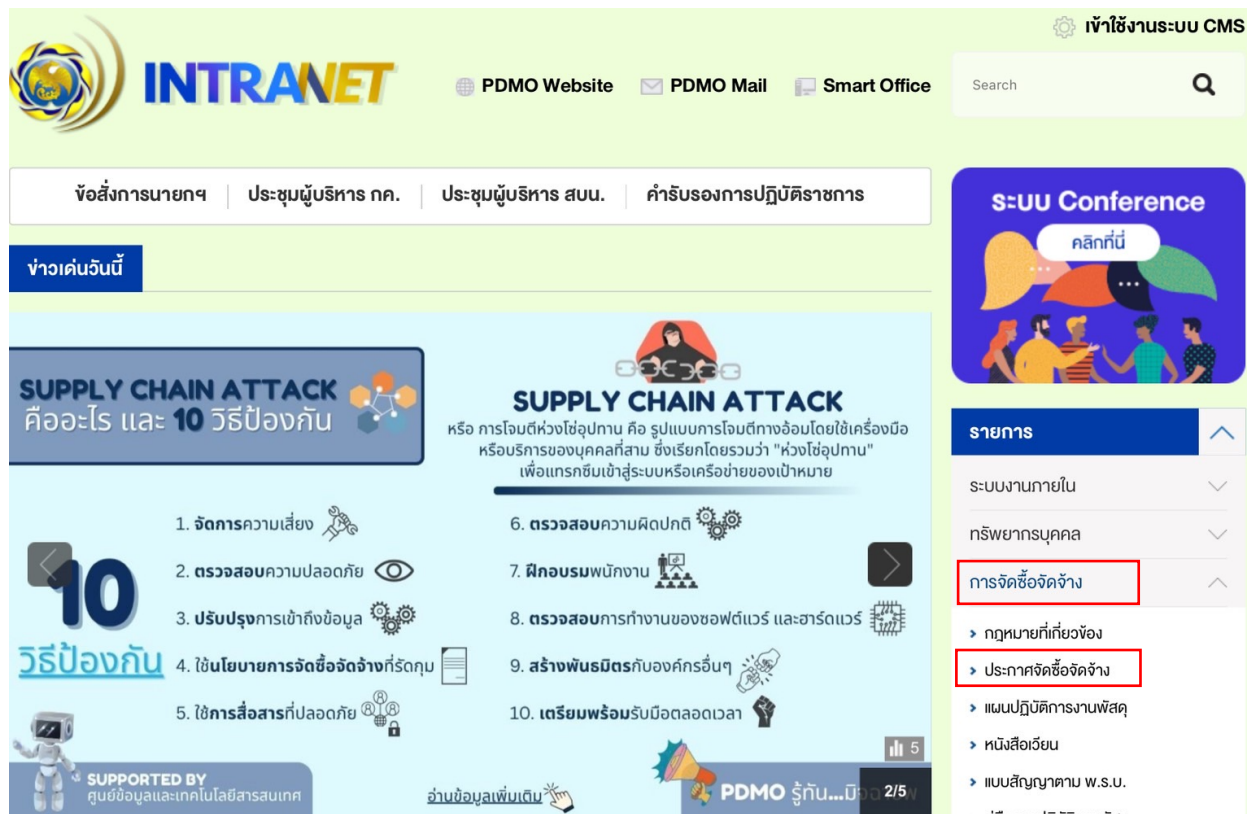 เข้าใช้งานระบบ CMS
INTRANET
PDMO Website
PDMO Mail
Smart Office
Search
ข้อสั่งการนายกฯ
ประชุมผู้บริหาร กค.
ประชุมผู้บริหาร สบน.
คำรับรองการปฏิบัติราชการ
ระบบ Conference
คลิกที่นี่
ข่าวเด่นวันนี้
SUPPLY CHAIN ATTACK
คืออะไร และ 10 วิธีป้องกัน
SUPPLY CHAIN ATTACK
หรือ การโจมตีห่วงโซ่อุปทาน คือ รูปแบบการโจมตีทางอ้อมโดยใช้เครื่องมือ
หรือบริการของบุคคลที่สาม ซึ่งเรียกโดยรวมว่า "ห่วงโซ่อุปทาน"
เพื่อแทรกซึมเข้าสู่ระบบหรือเครือข่ายของเป้าหมาย
10
วิธีป้องกัน
1. จัดการความเสี่ยง
2. ตรวจสอบความปลอดภัย
3. ปรับปรุงการเข้าถึงข้อมูล
4. ใช้นโยบายการจัดซื้อจัดจ้างที่รัดกุม
5. ใช้การสื่อสารที่ปลอดภัย
6. ตรวจสอบความผิดปกติ
7. ฝึกอบรมพนักงาน
8. ตรวจสอบการทำงานของซอฟต์แวร์ และฮาร์ดแวร์
9. สร้างพันธมิตรกับองค์กรอื่นๆ
10. เตรียมพร้อมรับมือตลอดเวลา
SUPPORTED BY
ศูนย์ข้อมูลและเทคโนโลยีสารสนเทศ
อ่านข้อมูลเพิ่มเติม
5
PDMO รู้ทัน...
2/5
รายการ
ระบบงานภายใน
ทรัพยากรบุคคล
การจัดซื้อจัดจ้าง
กฎหมายที่เกี่ยวข้อง
ประกาศจัดซื้อจัดจ้าง
แผนปฏิบัติการงานพัสดุ
หนังสือเวียน
แบบสัญญาตาม พ.ร.บ.